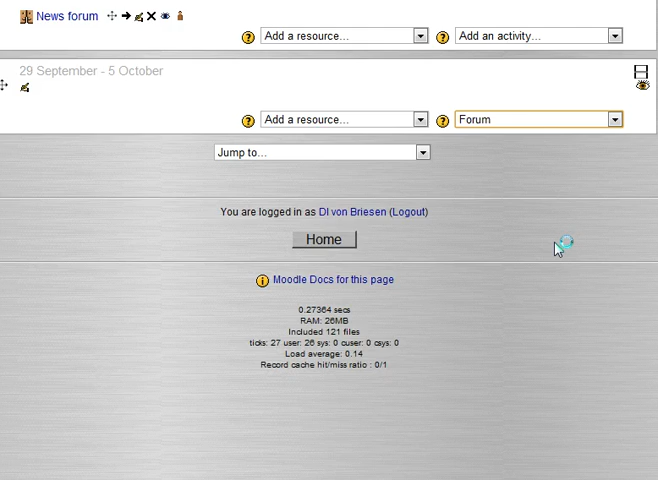 News forum
Add a resource... Add an activity...
29 September - 5 October
Add a resource... Forum
Jump to...
You are logged in as DI von Briesen (Logout)
Home
Moodle Docs for this page
0.27364 secs
RAM: 26MB
Included 121 files
ticks: 27 user: 26 sys: 0 cuser: 0 csys: 0
Load average: 0.14
Record cache hit/miss ratio : 0/1